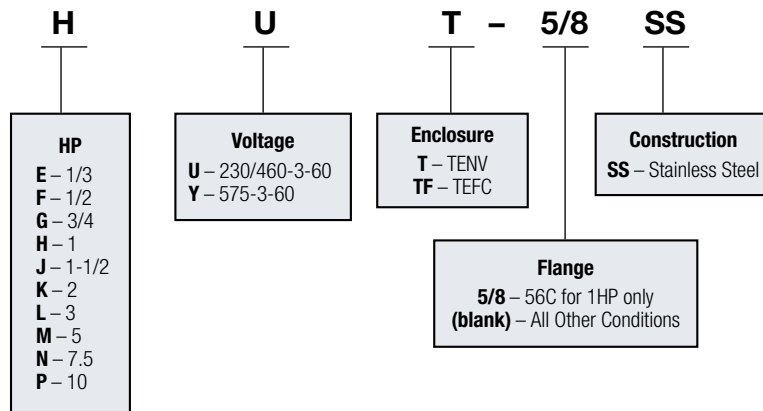 H U T – 5/8 SS
HP
E – 1/3
F – 1/2
G – 3/4
H – 1
J – 1-1/2
K – 2
L – 3
M – 5
N – 7.5
P – 10
Voltage
U – 230/460-3-60
Y – 575-3-60
Enclosure
T – TENV
TF – TEFC
Construction
SS – Stainless Steel
Flange
5/8 – 56C for 1HP only
(blank) – All Other Conditions